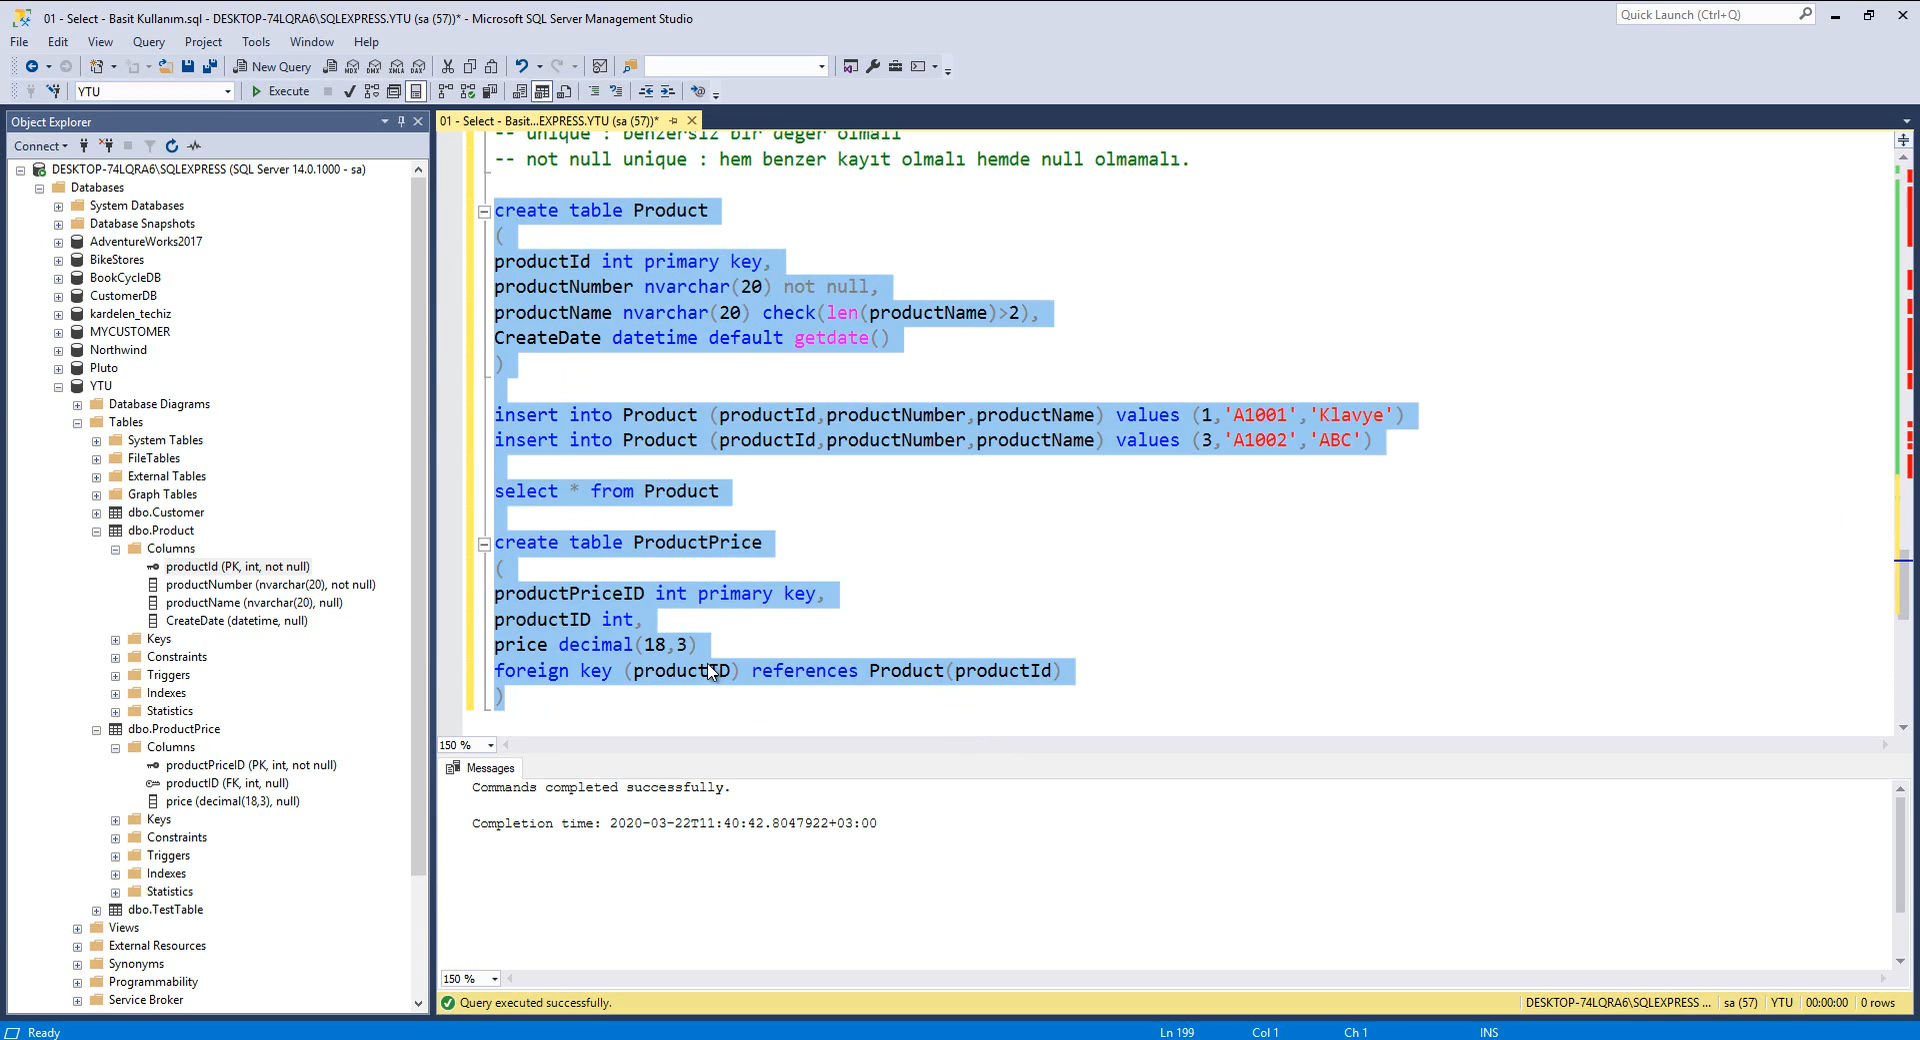 01 - Select - Basit Kullanım.sql - DESKTOP-74LQRA6\SQLEXPRESS.YTU (sa (57))* - Microsoft SQL Server Management Studio
Quick Launch (Ctrl+Q)
File Edit View Query Project Tools Window Help
New Query
MDX DMX XMLA DAX
YTU
Execute
Object Explorer
Connect
DESKTOP-74LQRA6\SQLEXPRESS (SQL Server 14.0.1000 - sa)
Databases
System Databases
Database Snapshots
AdventureWorks2017
BikeStores
BookCycleDB
CustomerDB
kardelen_techiz
MYCUSTOMER
Northwind
Pluto
YTU
Database Diagrams
Tables
System Tables
FileTables
External Tables
Graph Tables
dbo.Customer
dbo.Product
Columns
productId (PK, int, not null)
productNumber (nvarchar(20), not null)
productName (nvarchar(20), null)
CreateDate (datetime, null)
Keys
Constraints
Triggers
Indexes
Statistics
dbo.ProductPrice
Columns
productPriceID (PK, int, not null)
productID (FK, int, null)
price (decimal(18,3), null)
Keys
Constraints
Triggers
Indexes
Statistics
dbo.TestTable
Views
External Resources
Synonyms
Programmability
Service Broker
01 - Select - Basit...EXPRESS.YTU (sa (57))*
-- unique : benzersiz bir değer olmalı
-- not null unique : hem benzer kayıt olmalı hemde null olmamalı.
create table Product
(
productId int primary key,
productNumber nvarchar(20) not null,
productName nvarchar(20) check(len(productName)>2),
CreateDate datetime default getdate()
)
insert into Product (productId,productNumber,productName) values (1,'A1001','Klavye')
insert into Product (productId,productNumber,productName) values (3,'A1002','ABC')
select * from Product
create table ProductPrice
(
productPriceID int primary key,
productID int,
price decimal(18,3)
foreign key (productID) references Product(productId)
)
150 %
Messages
Commands completed successfully.
Completion time: 2020-03-22T11:40:42.8047922+03:00
150 %
Query executed successfully.
DESKTOP-74LQRA6\SQLEXPRESS ... sa (57) YTU 00:00:00 0 rows
Ready
Ln 199 Col 1 Ch 1 INS